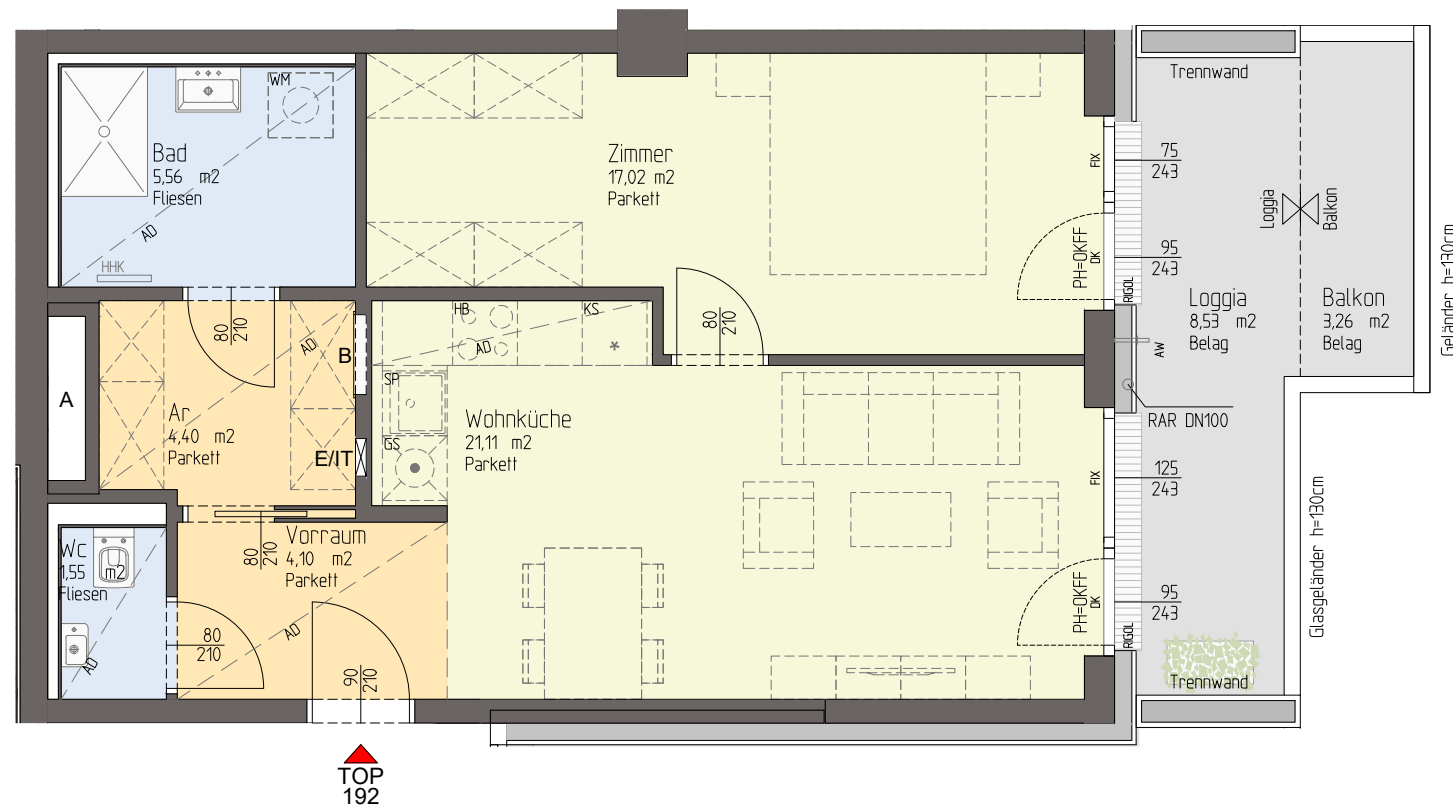 Trennwand
WM
Bad
5,56 m2
Fliesen
AD
HHK
Zimmer
17,02 m2
Parkett
FIX
75
243
Loggia
Balkon
PH=OKFF
DK
95
243
RIGOL
Loggia
8,53 m2
Belag
Balkon
3,26 m2
Belag
Geländer h=130cm
80
210
AD
B
HB
KS
AD
*
80
210
AW
A
SP
Ar
4,40 m2
Parkett
E/IT
GS
Wohnküche
21,11 m2
Parkett
RAR DN100
FIX
125
243
Glasgeländer h=130cm
80
210
Vorraum
4,10 m2
Parkett
Wc
1,55 m2
Fliesen
AD
80
210
AD
90
210
PH=OKFF
DK
95
243
RIGOL
Trennwand
TOP
192